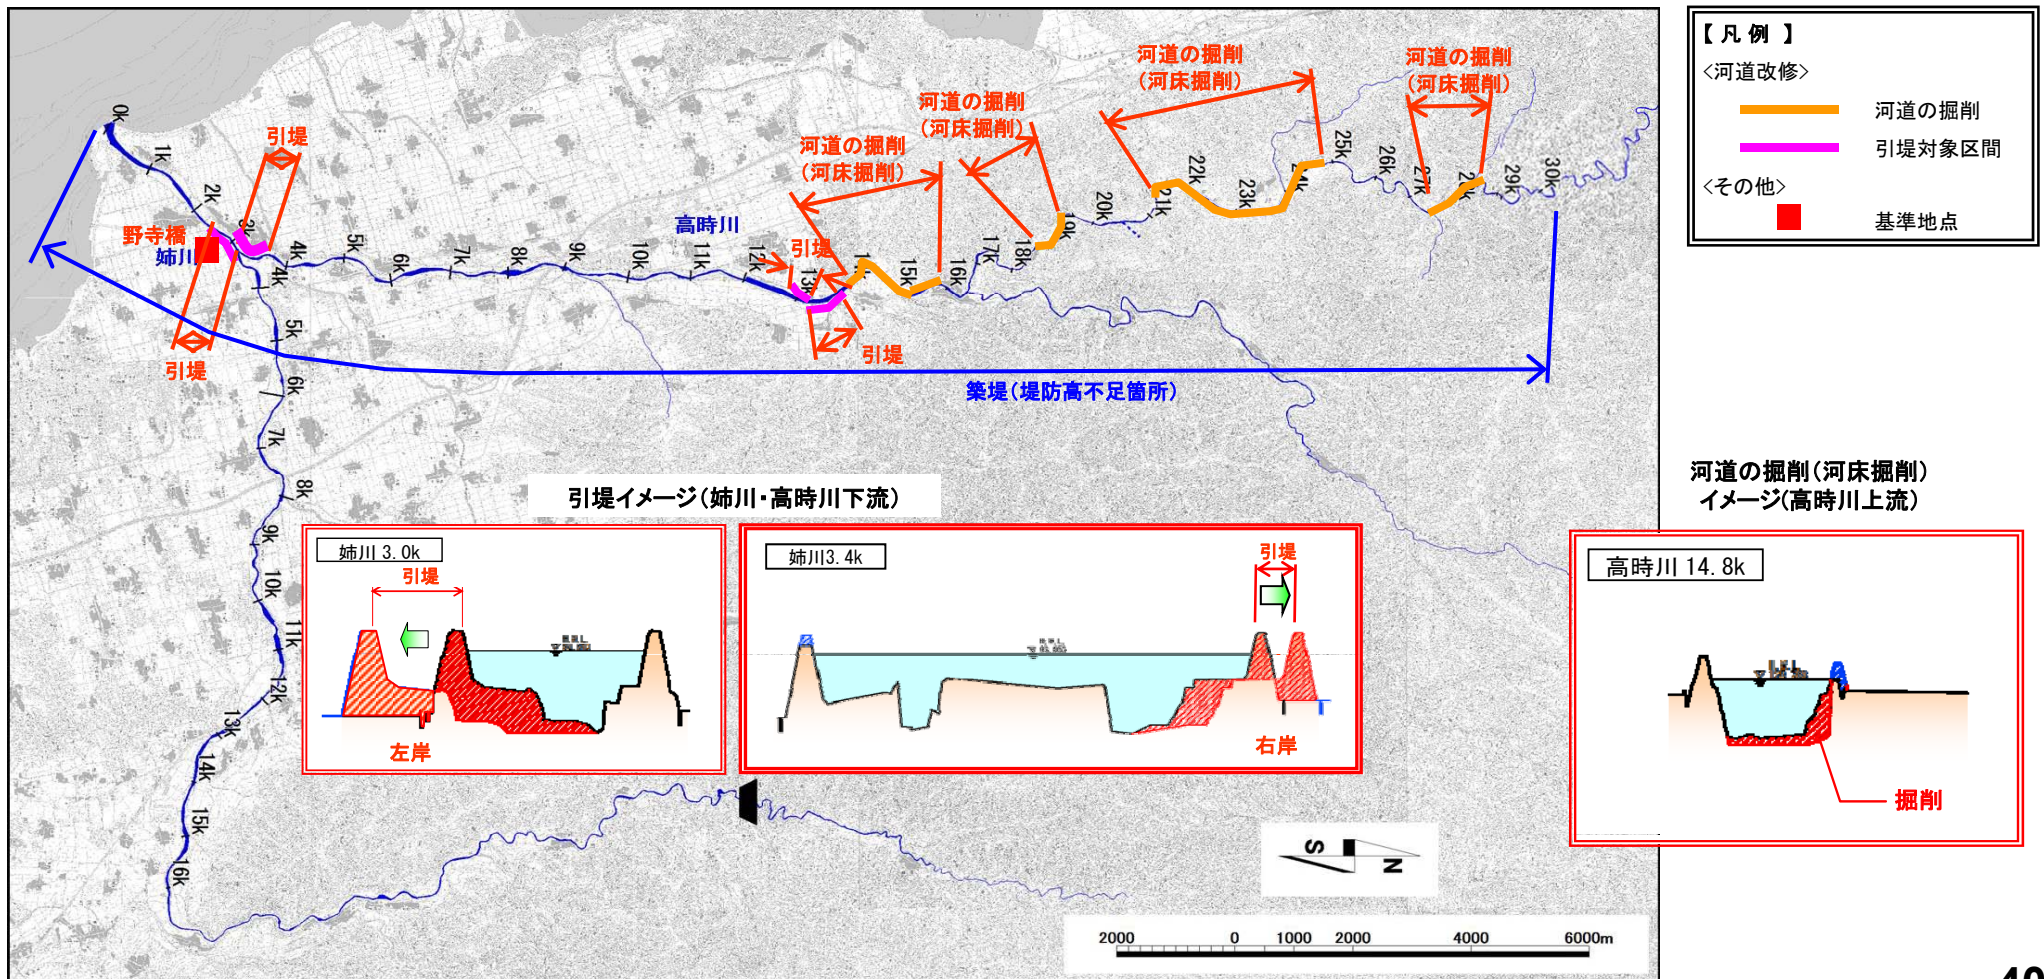 【 凡 例 】
<河道改修>
河道の掘削
引堤対象区間
<その他>
基準地点
河道の掘削
(河床掘削)
河道の掘削
(河床掘削)
河道の掘削
(河床掘削)
河道の掘削
(河床掘削)
引堤
引堤
引堤
引堤
野寺橋
姉川
高時川
0k
1k
2k
3k
4k
5k
6k
7k
8k
9k
10k
11k
12k
13k
15k
16k
17k
18k
19k
20k
21k
22k
23k
24k
25k
26k
27k
29k
30k
4k
5k
6k
7k
8k
9k
10k
11k
12k
13k
14k
15k
16k
築堤(堤防高不足箇所)
引堤イメージ(姉川・高時川下流)
姉川 3.0k
引堤
左岸
姉川3.4k
引堤
右岸
河道の掘削(河床掘削)
イメージ(高時川上流)
高時川 14.8k
掘削
S
N
2000 0 1000 2000 4000 6000m